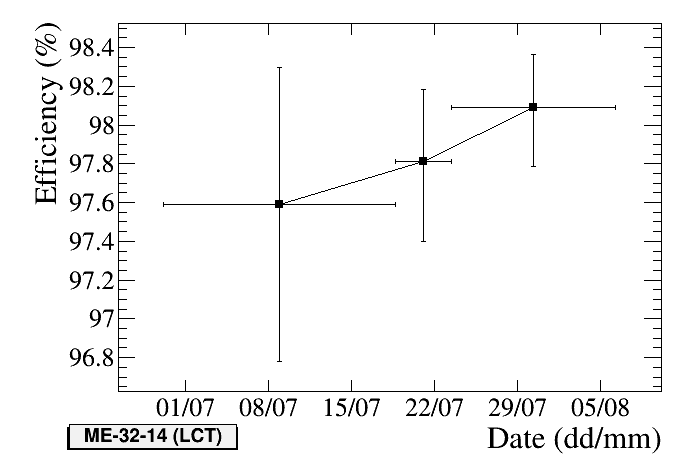 Efficiency (%)
98.4
98.2
98
97.8
97.6
97.4
97.2
97
96.8
01/07 08/07 15/07 22/07 29/07 05/08
ME-32-14 (LCT)
Date (dd/mm)